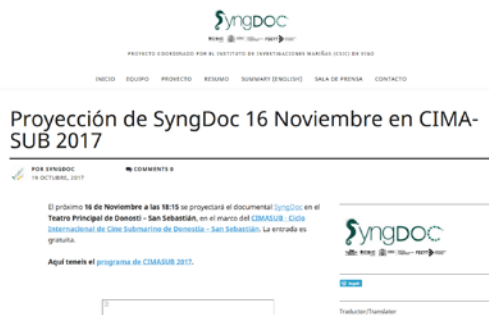 SyngDOC
PROYECTO COORDINADO POR EL INSTITUTO DE INVESTIGACIONES MARIÑAS (CSIC) EN VIGO
INICIO EQUIPO PROYECTO RESUMO SUMMARY (ENGLISH) SALA DE PRENSA CONTACTO
Proyección de SyngDoc 16 Noviembre en CIMA-
SUB 2017
POR SYNGDOC
16 OCTUBRE, 2017
COMMENTS 0
El próximo 16 de Noviembre a las 18:15 se proyectará el documental SyngDoc en el
Teatro Principal de Donosti – San Sebastián, en el marco del CIMASUB - Ciclo
Internacional de Cine Submarino de Donostia – San Sebastián. La entrada es
gratuita.
Aquí teneis el programa de CIMASUB 2017.
SyngDOC
Traductor/Translator